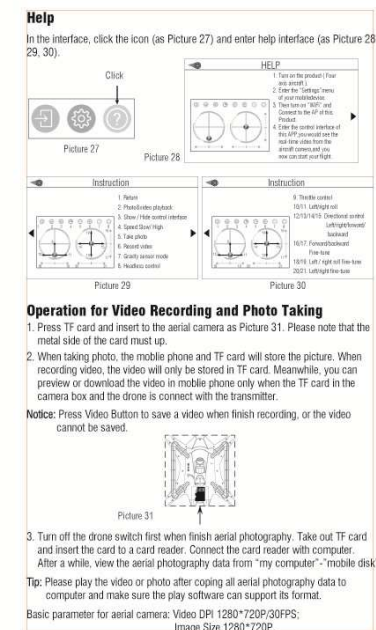 Help
In the interface, click the icon (as Picture 27) and enter help interface (as Picture 28
29, 30).
Click
Picture 27
HELP
1. Turn on the product ( Four
axis aircraft )
2. Enter the "Settings" menu
of your mobiledevice.
3. Then turn on "WiFi" and
Connect to the AP of this
Product.
4. Enter the control interface of
this APP,you would see the
real-time video from the
aircraft camera,and you
now can start your flight.
Picture 28
Instruction
1. Return
2. Photo&video playback
3. Show / Hide control interface
4. Speed Slow/ High
5. Take photo
6. Record video
7. Gravity sensor mode
8. Headless control
Picture 29
Instruction
9. Throttle control
10/11. Left/right roll
12/13/14/15. Directional control
Left/right/forward/
backward
16/17. Forward/backward
Fine-tune
18/19. Left / right roll Fine-tune
20/21. Left/right fine-tune
Picture 30
Operation for Video Recording and Photo Taking
1. Press TF card and insert to the aerial camera as Picture 31. Please note that the
metal side of the card must up.
2. When taking photo, the moblie phone and TF card will store the picture. When
recording video, the video will only be stored in TF card. Meanwhile, you can
preview or download the video in moblie phone only when the TF card in the
camera box and the drone is connect with the transmitter.
Notice: Press Video Button to save a video when finish recording, or the video
cannot be saved.
Picture 31
3. Turn off the drone switch first when finish aerial photography. Take out TF card
and insert the card to a card reader. Connect the card reader with computer.
After a while, view the aerial photography data from "my computer"-"mobile disk
Tip: Please play the video or photo after coping all aerial photography data to
computer and make sure the play software can support its format.
Basic parameter for aerial camera: Video DPI 1280*720P/30FPS;
Image Size 1280*720P